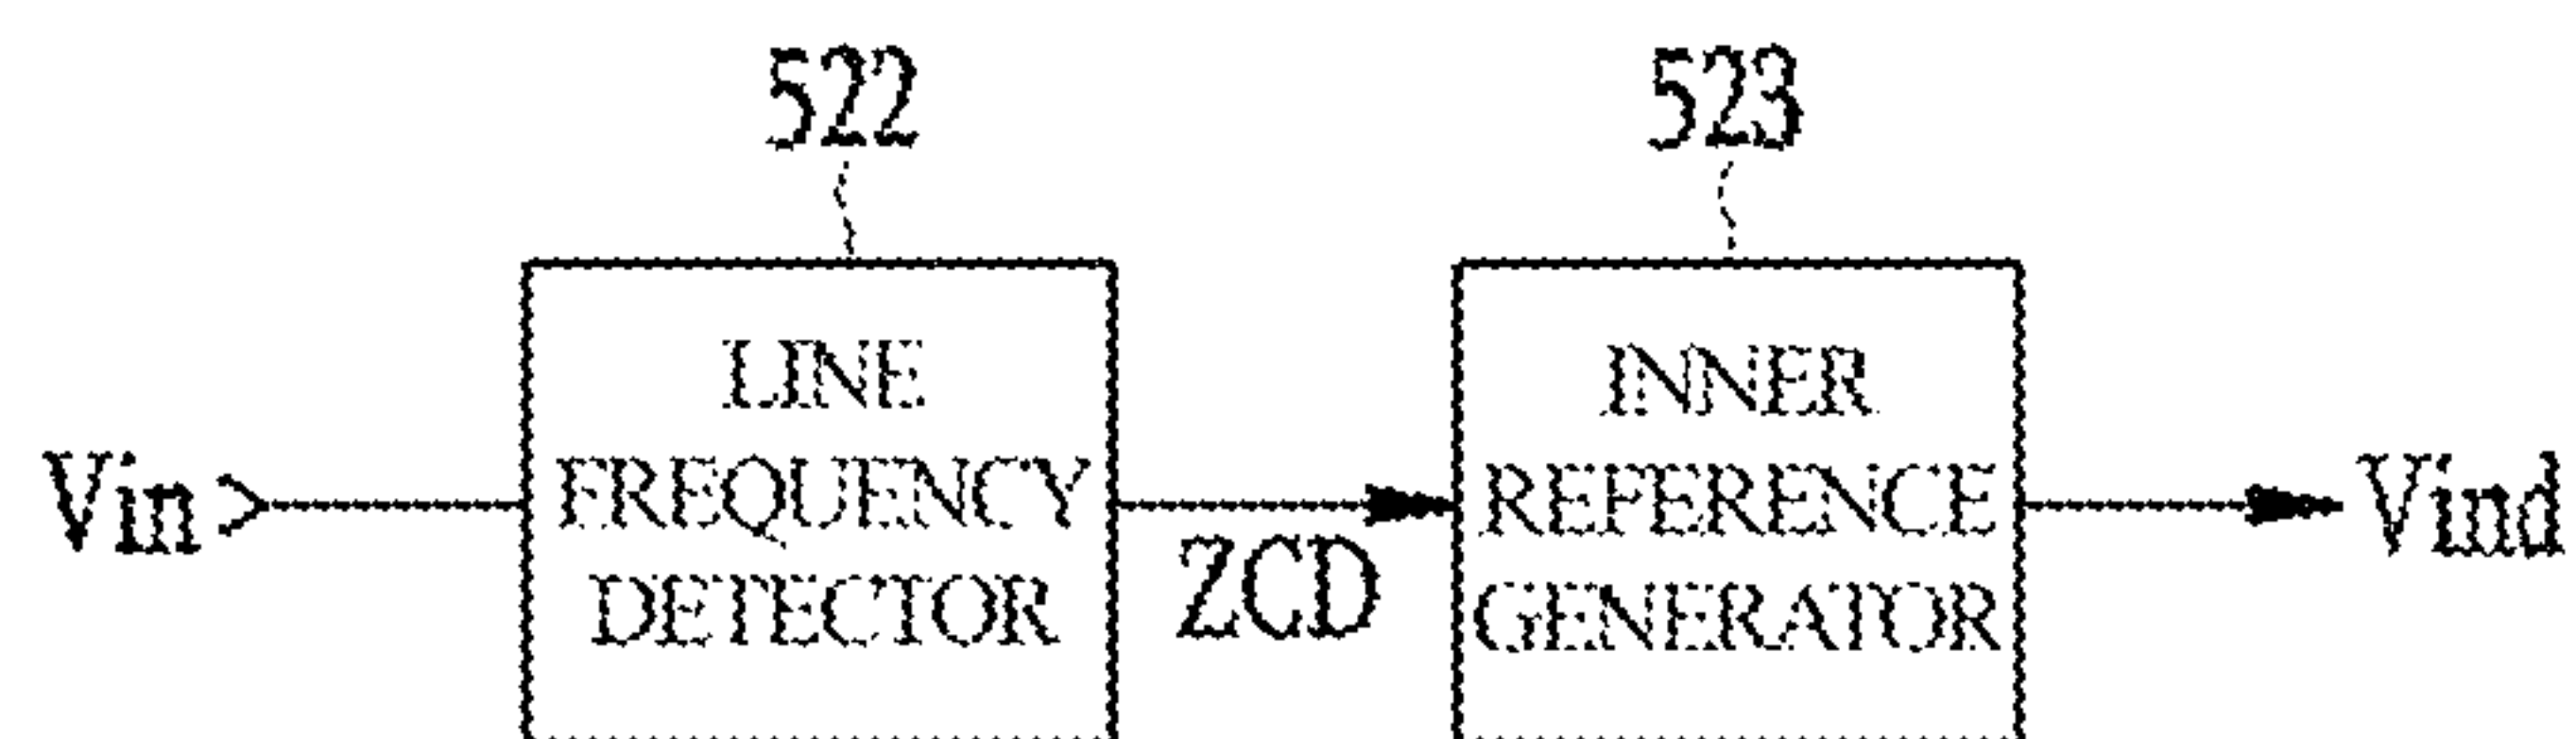 522
523
LINE
FREQUENCY
DETECTOR
INNER
REFERENCE
GENERATOR
Vin
ZCD
Vind